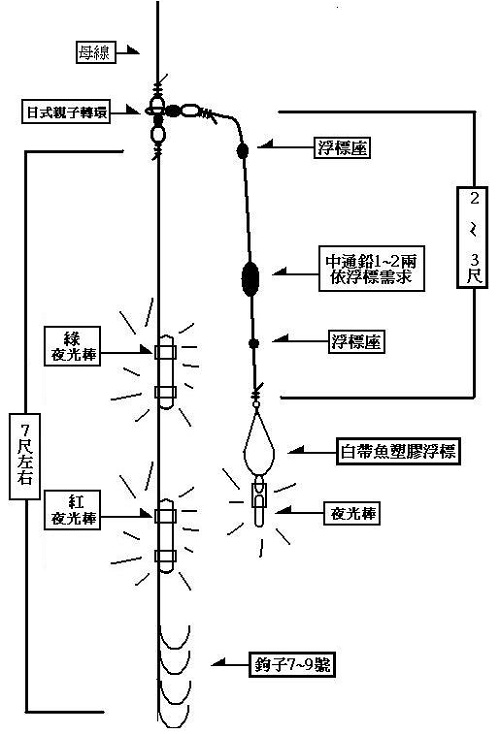 母線
日式親子轉環
浮標座
2~3尺
中通鉛1~2兩
依浮標需求
綠
夜光棒
浮標座
7尺左右
白帶魚塑膠浮標
紅
夜光棒
夜光棒
鉤子7~9號